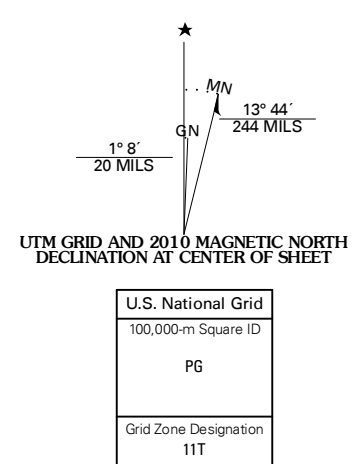 ★
MN
GN
13° 44´
244 MILS
1° 8´
20 MILS
UTM GRID AND 2010 MAGNETIC NORTH
DECLINATION AT CENTER OF SHEET
U.S. National Grid
100,000-m Square ID
PG
Grid Zone Designation
11T